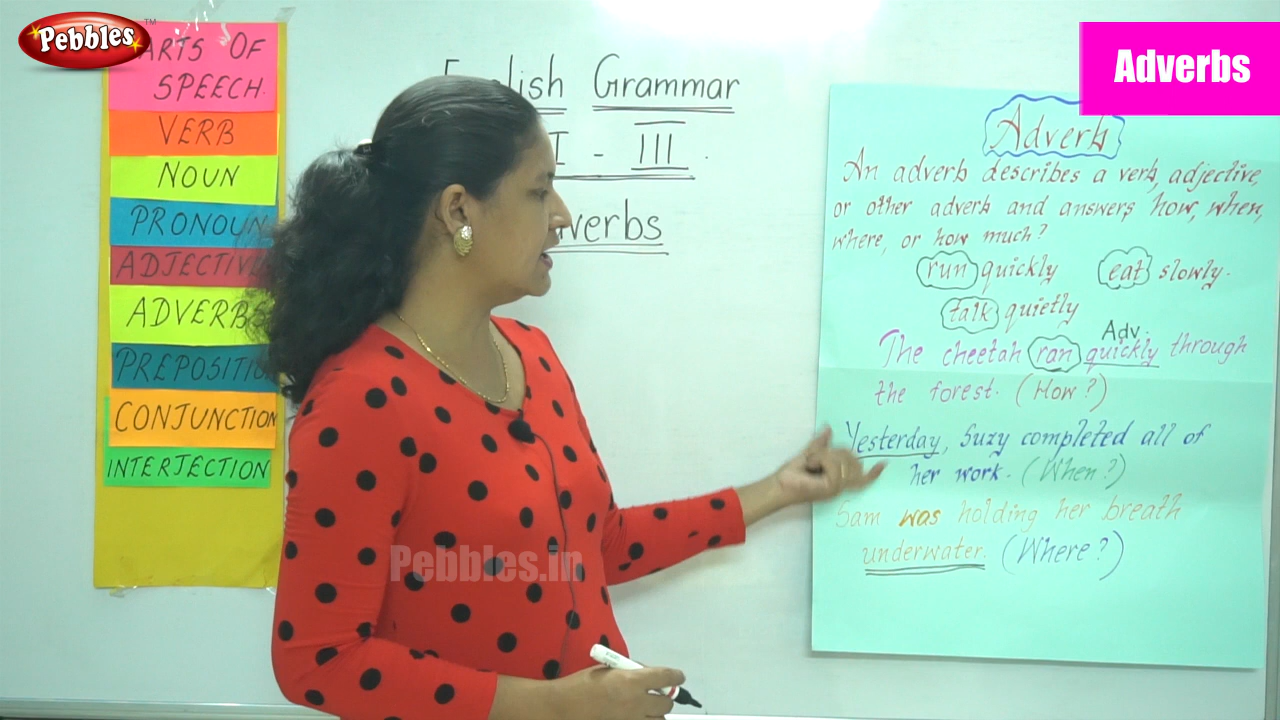 Pebbles
TM
ARTS OF
SPEECH.
VERB
NOUN
PRONOUN
ADJECTIVE
ADVERBS
PREPOSITIO
CONJUNCTION
INTERJECTION
English Grammar
I - III.
verbs
Adverbs
Adverb
An adverb describes a verb, adjective,
or other adverb and answers how, when,
where, or how much?
run quickly eat slowly.
talk quietly
Adv.
The cheetah ran quickly through
the forest. (How?)
Yesterday, Suzy completed all of
her work. (When?)
Sam was holding her breath
underwater. (Where?)
Pebbles.in